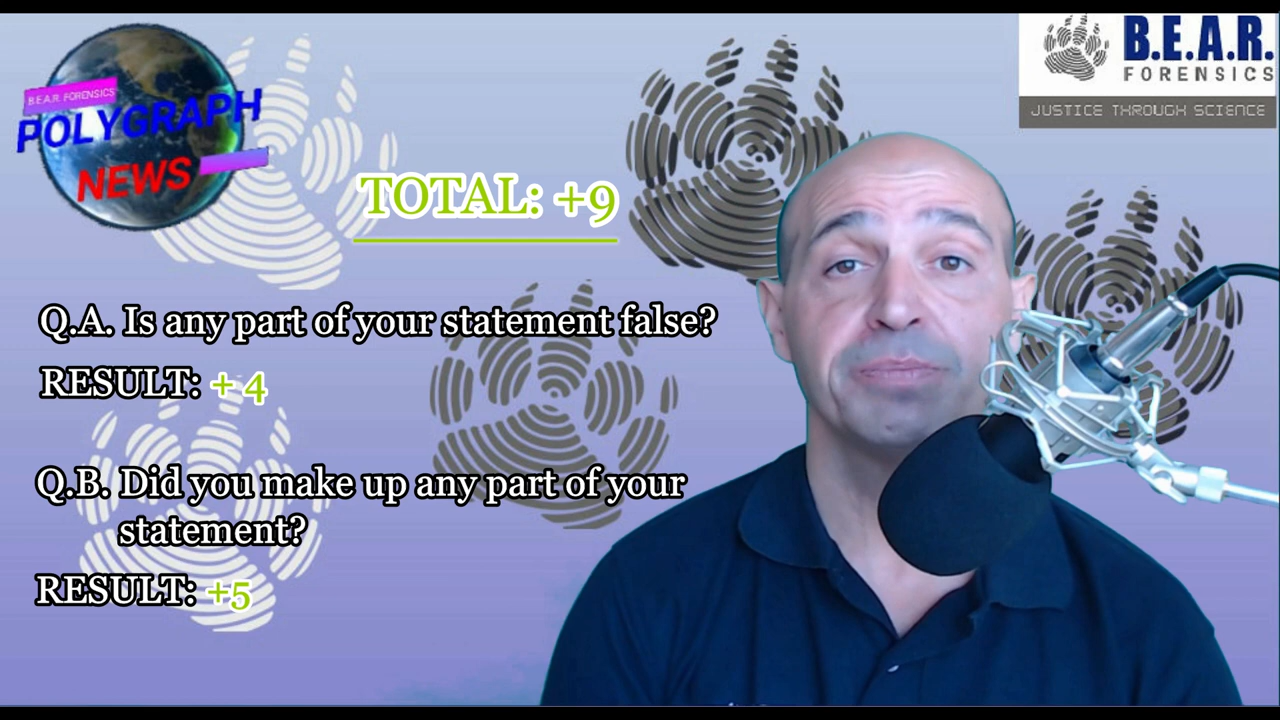 B.E.A.R. FORENSICS
POLYGRAPH
NEWS
B.E.A.R.
FORENSICS
JUSTICE THROUGH SCIENCE
TOTAL: +9
Q.A. Is any part of your statement false?
RESULT: + 4
Q.B. Did you make up any part of your
statement?
RESULT: +5